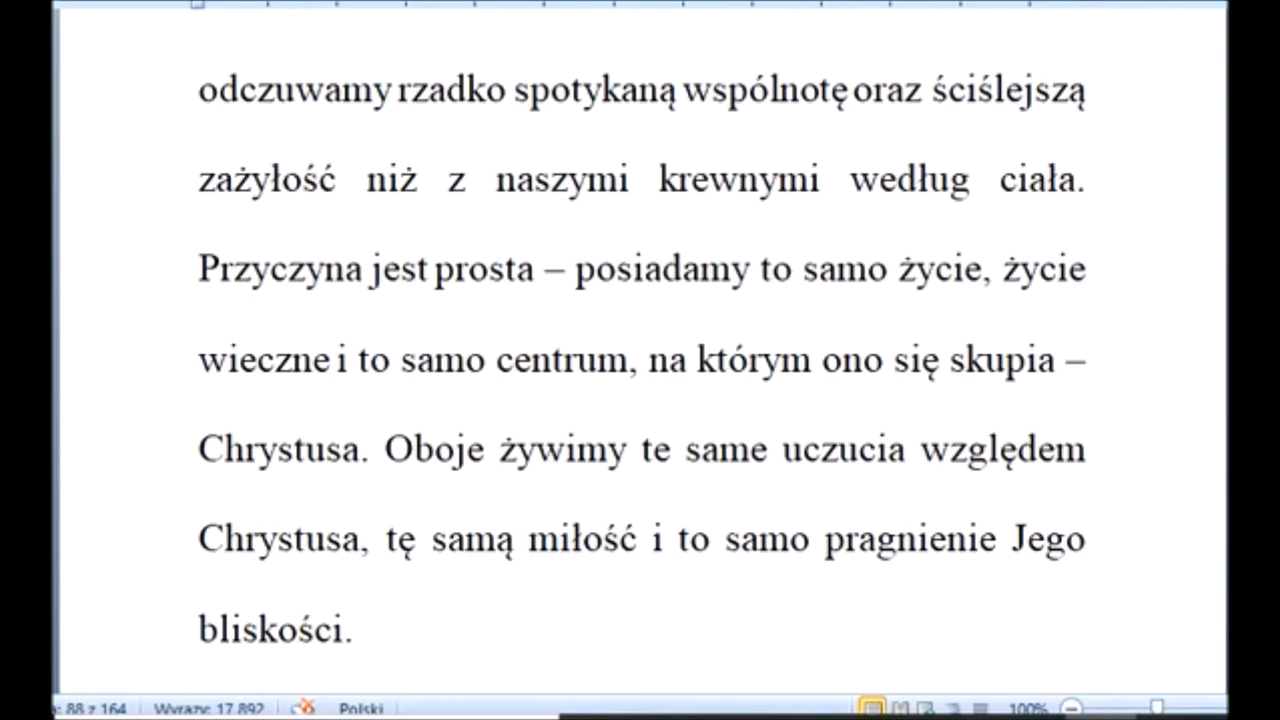 odczuwamy rzadko spotykaną wspólnotę oraz ściślejszą
zażyłość niż z naszymi krewnymi według ciała.
Przyczyna jest prosta – posiadamy to samo życie, życie
wieczne i to samo centrum, na którym ono się skupia –
Chrystusa. Oboje żywimy te same uczucia względem
Chrystusa, tę samą miłość i to samo pragnienie Jego
bliskości.
: 88 z 164 Wyrazy: 17 892 Polski 100%